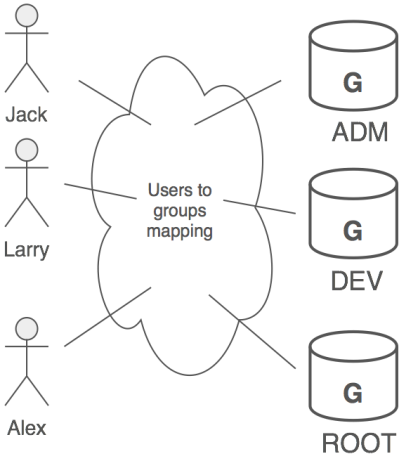 Jack
Larry
Alex
Users to
groups
mapping
G
ADM
G
DEV
G
ROOT